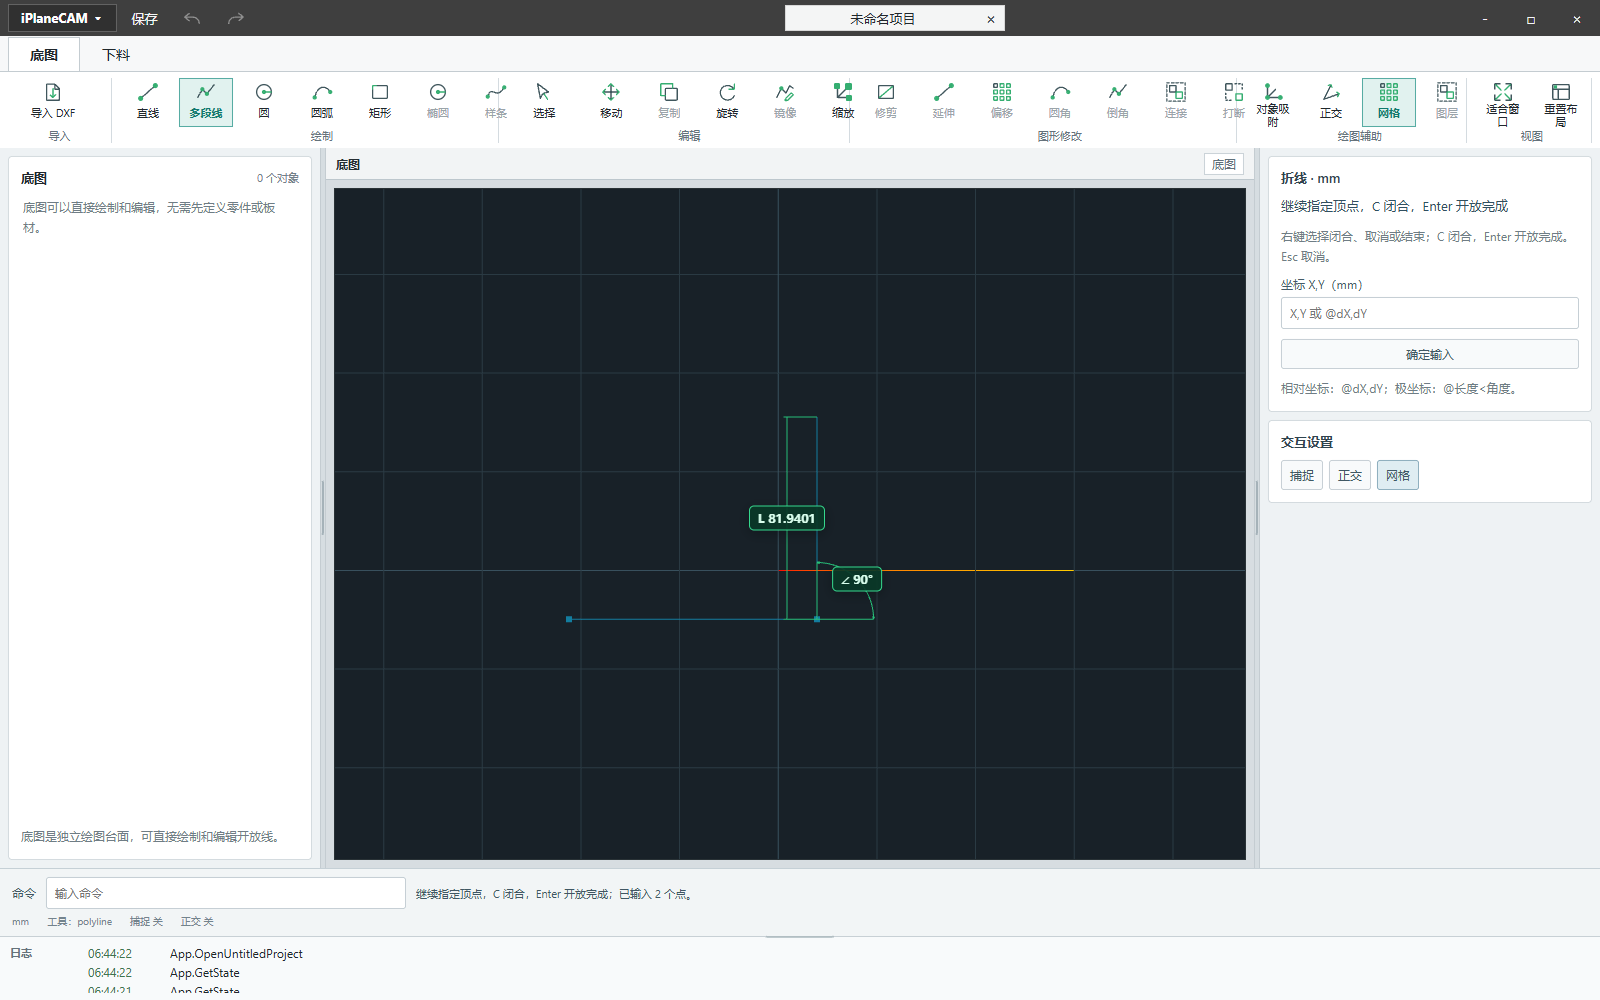 iPlaneCAM
保存
未命名项目
底图
下料
导入 DXF
导入
直线
多段线
圆
圆弧
矩形
椭圆
样条
绘制
选择
移动
复制
旋转
镜像
缩放
编辑
修剪
延伸
偏移
圆角
倒角
连接
打断
图形修改
对象吸附
正交
网格
图层
绘图辅助
适合窗口
重置布局
视图
底图
0 个对象
底图可以直接绘制和编辑，无需先定义零件或板
材。
底图是独立绘图台面，可直接绘制和编辑开放线。
底图
底图
L 81.9401
∠ 90°
折线 · mm
继续指定顶点，C 闭合，Enter 开放完成
右键选择闭合、取消或结束；C 闭合，Enter 开放完成。
Esc 取消。
坐标 X,Y（mm）
X,Y 或 @dX,dY
确定输入
相对坐标：@dX,dY；极坐标：@长度<角度。
交互设置
捕捉
正交
网格
命令
输入命令
继续指定顶点，C 闭合，Enter 开放完成；已输入 2 个点。
mm
工具：polyline
捕捉 关
正交 关
日志
06:44:22 App.OpenUntitledProject
06:44:22 App.GetState
06:44:21 App.GetState